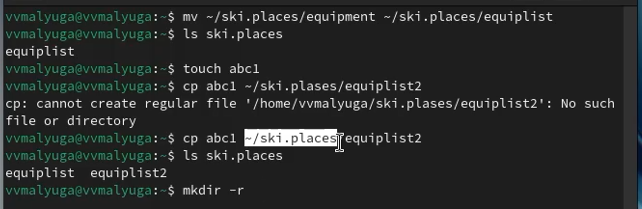 vvmalyuga@vvmalyuga:~$ mv ~/ski.places/equipment ~/ski.places/equiplist
vvmalyuga@vvmalyuga:~$ ls ski.places
equiplist
vvmalyuga@vvmalyuga:~$ touch abc1
vvmalyuga@vvmalyuga:~$ cp abc1 ~/ski.plases/equiplist2
cp: cannot create regular file '/home/vvmalyuga/ski.plases/equiplist2': No such
file or directory
vvmalyuga@vvmalyuga:~$ cp abc1 ~/ski.places/equiplist2
vvmalyuga@vvmalyuga:~$ ls ski.places
equiplist  equiplist2
vvmalyuga@vvmalyuga:~$ mkdir -r